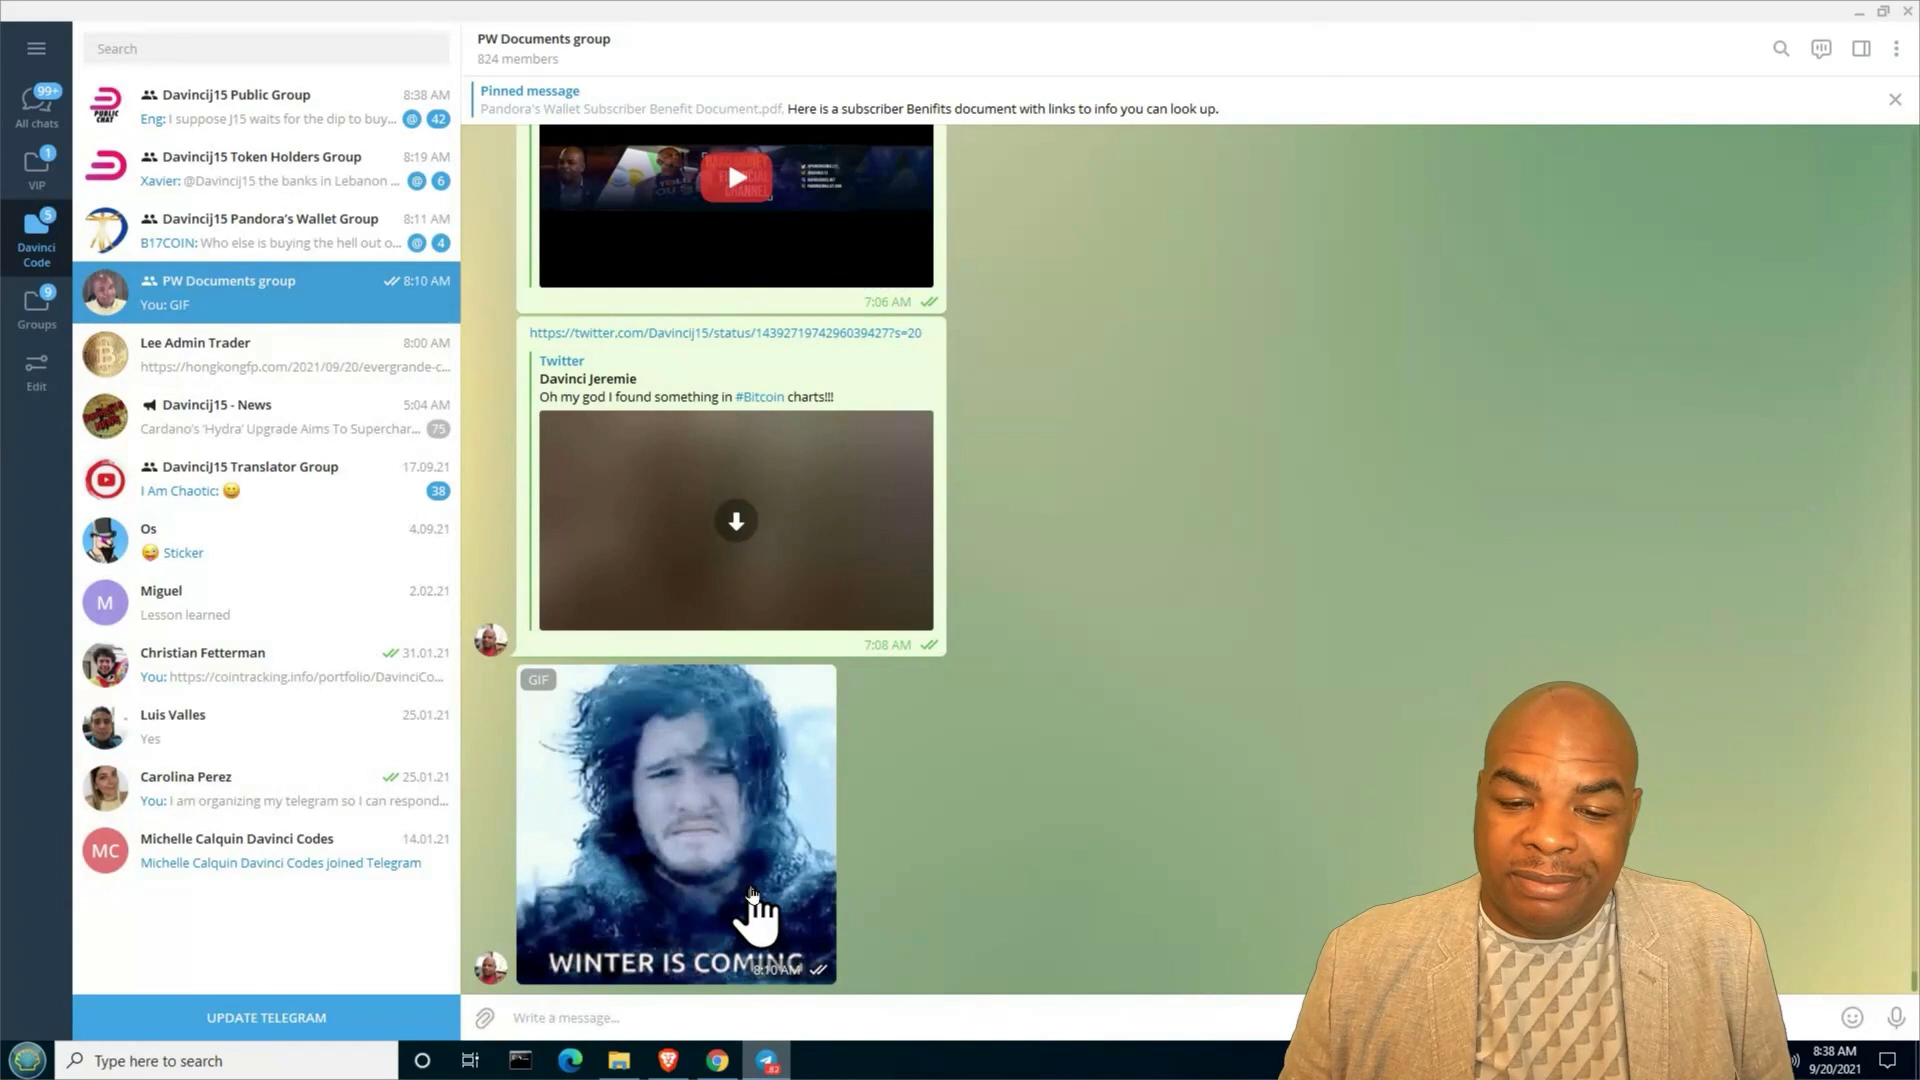 Search
PW Documents group
824 members
Pinned message
Pandora's Wallet Subscriber Benefit Document.pdf, Here is a subscriber Benifits document with links to info you can look up.
99+
All chats
1
VIP
5
Davinci
Code
9
Groups
Edit
Davincij15 Public Group
8:38 AM
PUBLIC
CHAT
Eng: I suppose J15 waits for the dip to buy...
@ 42
Davincij15 Token Holders Group
8:19 AM
Xavier: @Davincij15 the banks in Lebanon ...
@ 6
Davincij15 Pandora's Wallet Group
8:11 AM
B17COIN: Who else is buying the hell out o...
@ 4
PW Documents group
8:10 AM
You: GIF
Lee Admin Trader
8:00 AM
https://hongkongfp.com/2021/09/20/evergrande-c...
Davincij15 - News
5:04 AM
Cardano's 'Hydra' Upgrade Aims To Superchar...
75
DavinciJ15 Translator Group
17.09.21
I Am Chaotic:
38
Os
4.09.21
Sticker
M
Miguel
2.02.21
Lesson learned
Christian Fetterman
31.01.21
You: https://cointracking.info/portfolio/DavinciCo...
Luis Valles
25.01.21
Yes
Carolina Perez
25.01.21
You: I am organizing my telegram so I can respond...
MC
Michelle Calquin Davinci Codes
14.01.21
Michelle Calquin Davinci Codes joined Telegram
UPDATE TELEGRAM
7:06 AM
https://twitter.com/Davincij15/status/1439271974296039427?s=20
Twitter
Davinci Jeremie
Oh my god I found something in #Bitcoin charts!!!
7:08 AM
GIF
WINTER IS COMING
8:10 AM
Write a message...
Type here to search
82
8:38 AM
9/20/2021